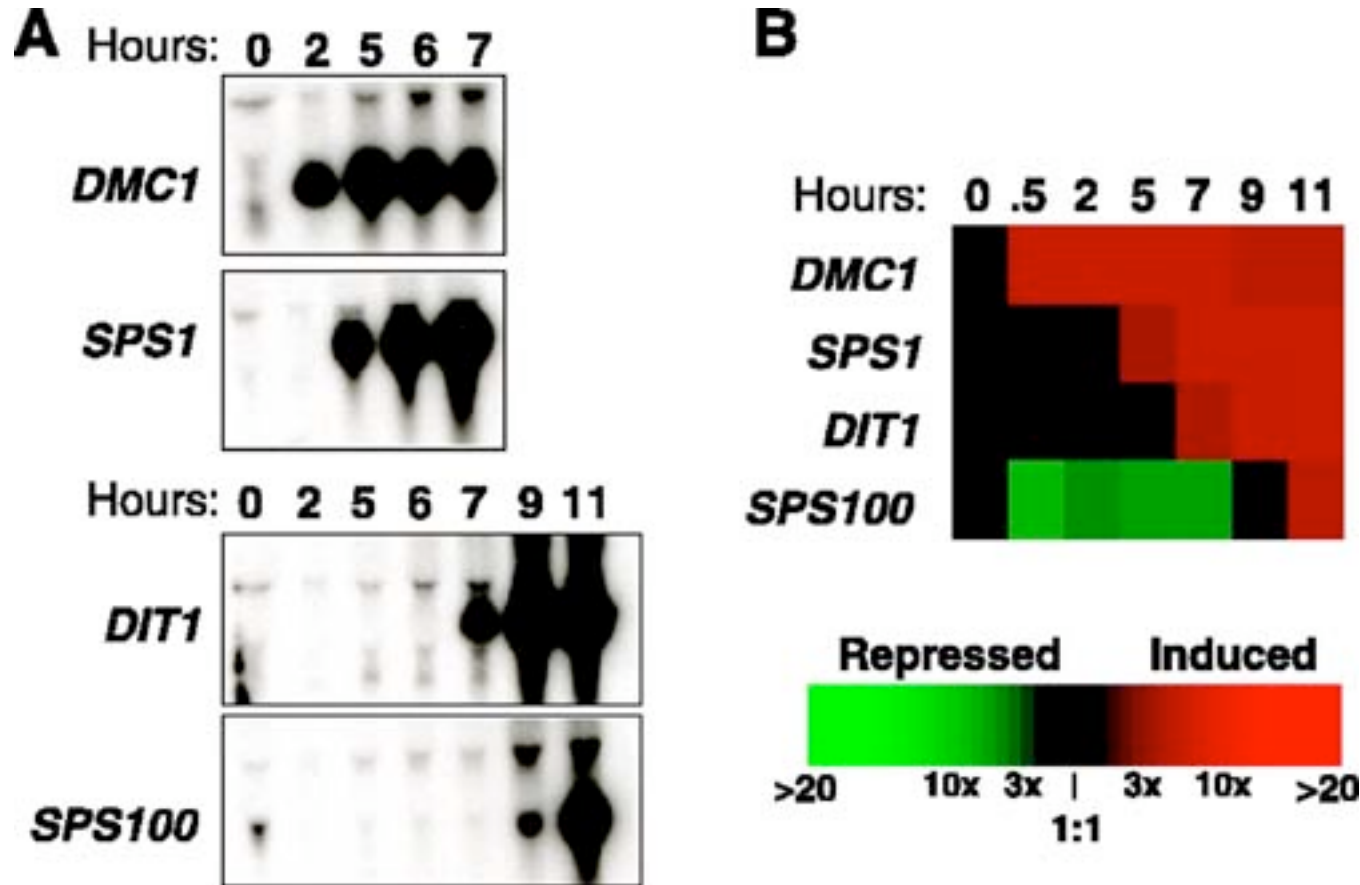 A
Hours: 0 2 5 6 7
DMC1
SPS1
Hours: 0 2 5 6 7 9 11
DIT1
SPS100
B
Hours: 0 .5 2 5 7 9 11
DMC1
SPS1
DIT1
SPS100
Repressed Induced
>20 10x 3x | 3x 10x >20
1:1